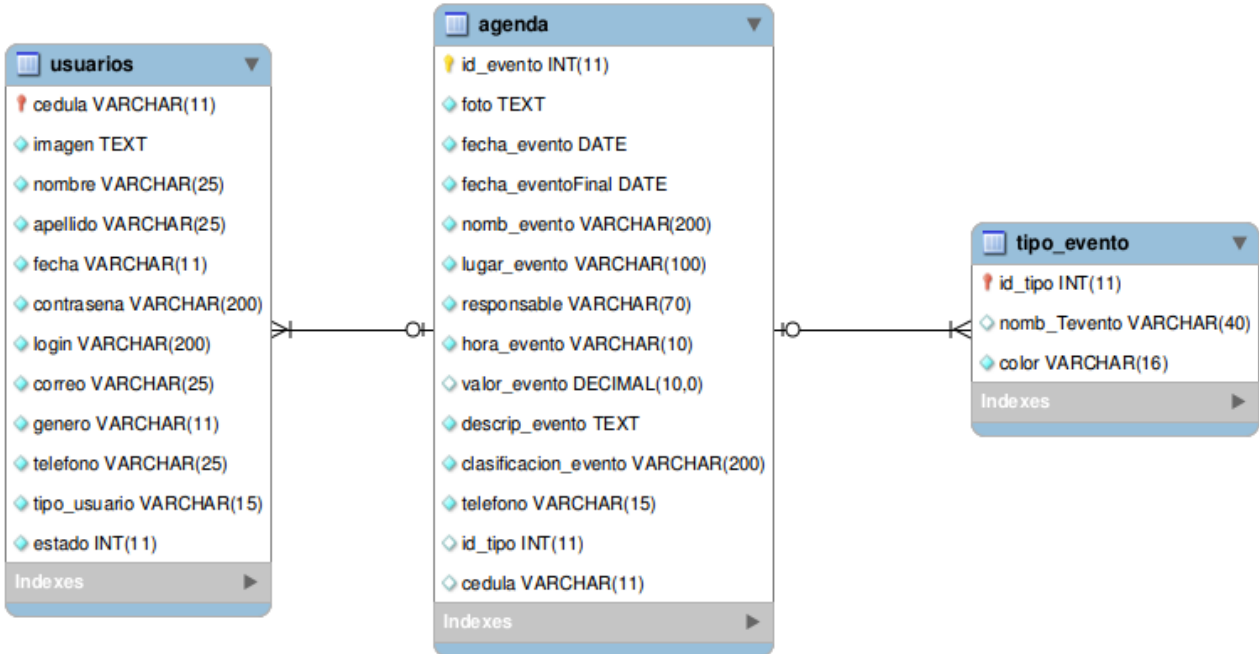 usuarios
cedula VARCHAR(11)
imagen TEXT
nombre VARCHAR(25)
apellido VARCHAR(25)
fecha VARCHAR(11)
contrasena VARCHAR(200)
login VARCHAR(200)
correo VARCHAR(25)
genero VARCHAR(11)
telefono VARCHAR(25)
tipo_usuario VARCHAR(15)
estado INT(11)
Indexes
agenda
id_evento INT(11)
foto TEXT
fecha_evento DATE
fecha_eventoFinal DATE
nomb_evento VARCHAR(200)
lugar_evento VARCHAR(100)
responsable VARCHAR(70)
hora_evento VARCHAR(10)
valor_evento DECIMAL(10,0)
descrip_evento TEXT
clasificacion_evento VARCHAR(200)
telefono VARCHAR(15)
id_tipo INT(11)
cedula VARCHAR(11)
Indexes
tipo_evento
id_tipo INT(11)
nomb_Tevento VARCHAR(40)
color VARCHAR(16)
Indexes